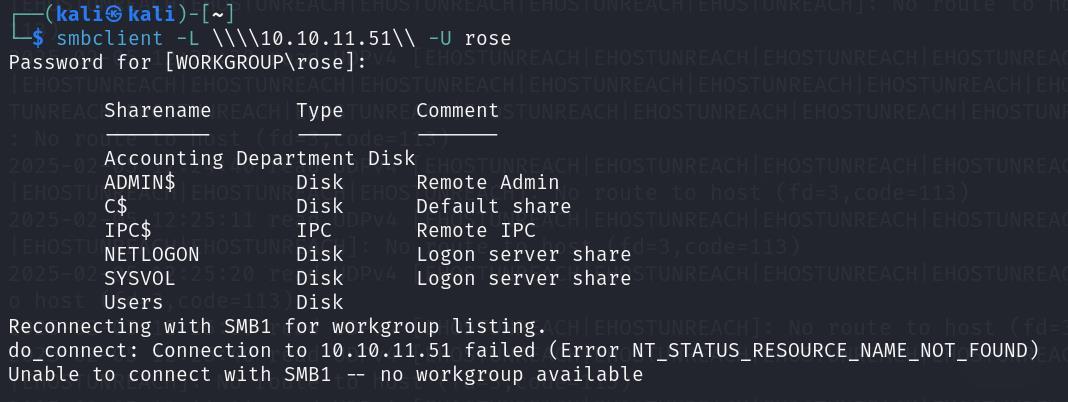 ┌──(kali㉿kali)-[~]
└─$ smbclient -L \\\\10.10.11.51\\ -U rose
Password for [WORKGROUP\rose]:
Sharename Type Comment
--------- ---- -------
Accounting Department Disk
ADMIN$ Disk Remote Admin
C$ Disk Default share
IPC$ IPC Remote IPC
NETLOGON Disk Logon server share
SYSVOL Disk Logon server share
Users Disk
Reconnecting with SMB1 for workgroup listing.
do_connect: Connection to 10.10.11.51 failed (Error NT_STATUS_RESOURCE_NAME_NOT_FOUND)
Unable to connect with SMB1 -- no workgroup available